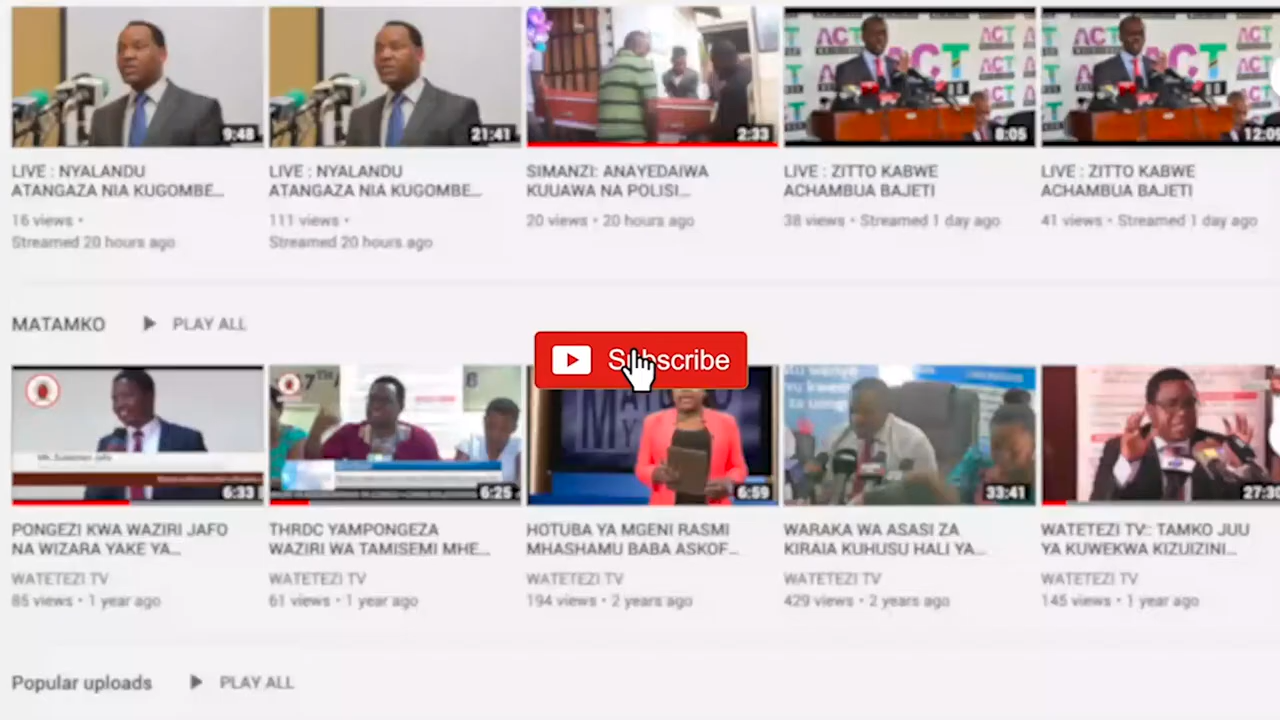 9:48
21:41
2:33
ACT
ACT
8:05
ACT
ACT
LIVE : NYALANDU
ATANGAZA NIA KUGOMBE...
16 views •
Streamed 20 hours ago
LIVE : NYALANDU
ATANGAZA NIA KUGOMBE...
111 views •
Streamed 20 hours ago
SIMANZI: ANAYEDAIWA
KUUAWA NA POLISI...
20 views • 20 hours ago
LIVE : ZITTO KABWE
ACHAMBUA BAJETI
38 views • Streamed 1 day ago
LIVE : ZITTO KABWE
ACHAMBUA BAJETI
41 views • Streamed 1 day ago
MATAMKO
PLAY ALL
Subscribe
6:33
6:25
6:59
33:41
PONGEZI KWA WAZIRI JAFO
NA WIZARA YAKE YA...
WATETEZI TV
85 views • 1 year ago
THRDC YAMPONGEZA
WAZIRI WA TAMISEMI MHE...
WATETEZI TV
61 views • 1 year ago
HOTUBA YA MGENI RASMI
MHASHAMU BABA ASKOF...
WATETEZI TV
194 views • 2 years ago
WARAKA WA ASASI ZA
KIRAIA KUHUSU HALI YA...
WATETEZI TV
429 views • 2 years ago
WATETEZI TV:: TAMKO JUU
YA KUWEKWA KIZUIZINI...
WATETEZI TV
145 views • 1 year ago
Popular uploads
PLAY ALL